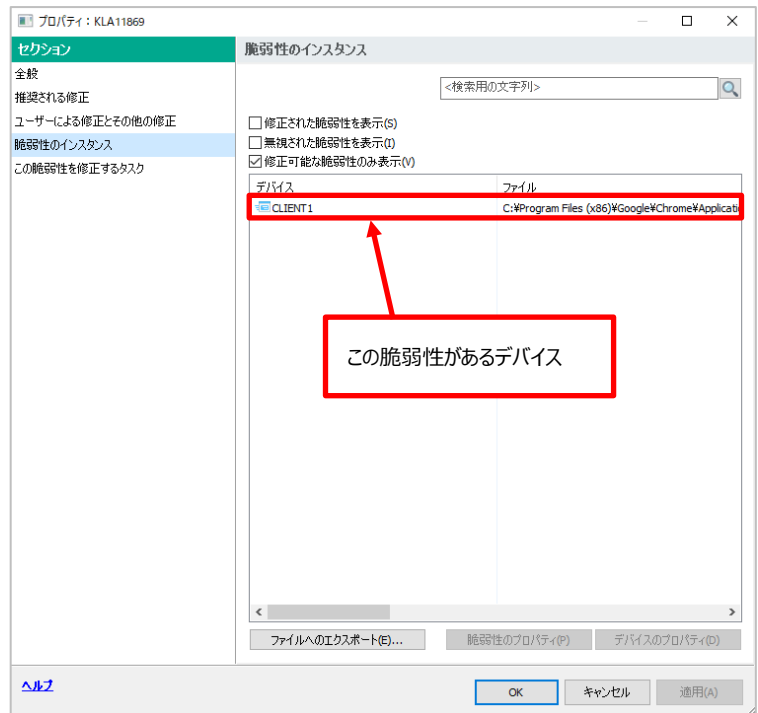 プロパティ：KLA11869
セクション
全般
推奨される修正
ユーザーによる修正とその他の修正
脆弱性のインスタンス
この脆弱性を修正するタスク
脆弱性のインスタンス
<検索用の文字列>
修正された脆弱性を表示(S)
無視された脆弱性を表示(I)
修正可能な脆弱性のみ表示(V)
デバイス ファイル
CLIENT1 C:¥Program Files (x86)¥Google¥Chrome¥Applicatio
この脆弱性があるデバイス
ファイルへのエクスポート(E)... 脆弱性のプロパティ(P) デバイスのプロパティ(D)
ヘルプ OK キャンセル 適用(A)